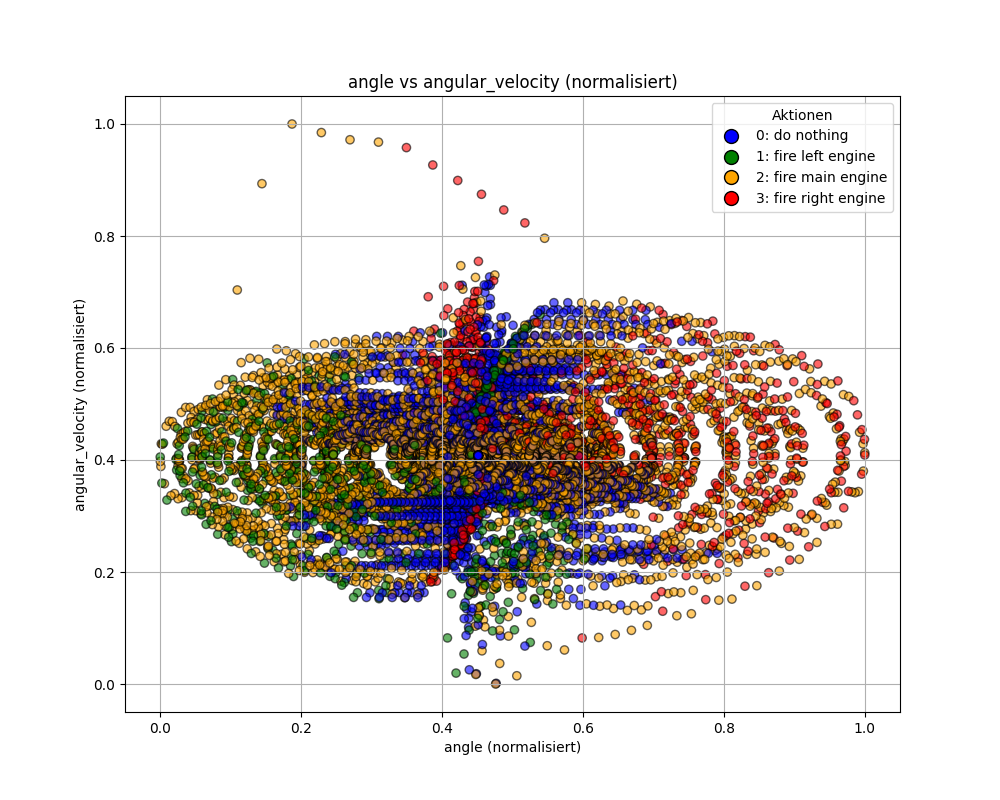 angle vs angular_velocity (normalisiert)
Aktionen
0: do nothing
1: fire left engine
2: fire main engine
3: fire right engine
angular_velocity (normalisiert)
1.0
0.8
0.6
0.4
0.2
0.0
0.0 0.2 0.4 0.6 0.8 1.0
angle (normalisiert)